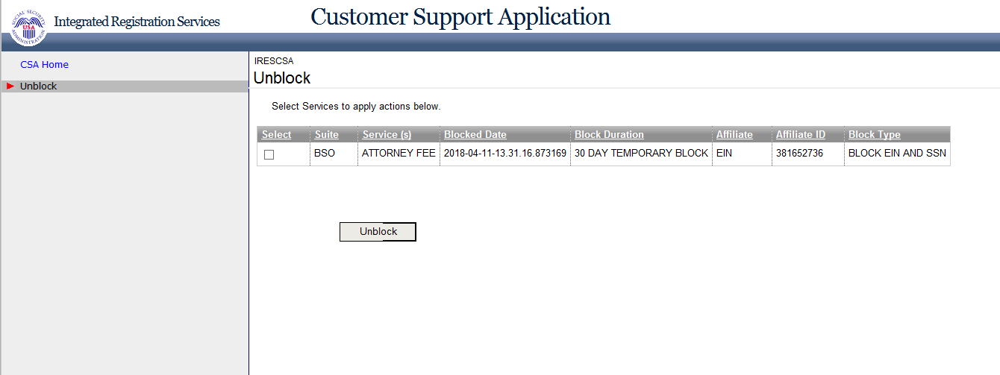 SOCIAL SECURITY ADMINISTRATION
USA
Integrated Registration Services
Customer Support Application
CSA Home
Unblock
IRESCSA
Unblock
Select Services to apply actions below.
Select Suite Service (s) Blocked Date Block Duration Affiliate Affiliate ID Block Type
BSO ATTORNEY FEE 2018-04-11-13.31.16.873169 30 DAY TEMPORARY BLOCK EIN 381652736 BLOCK EIN AND SSN
Unblock